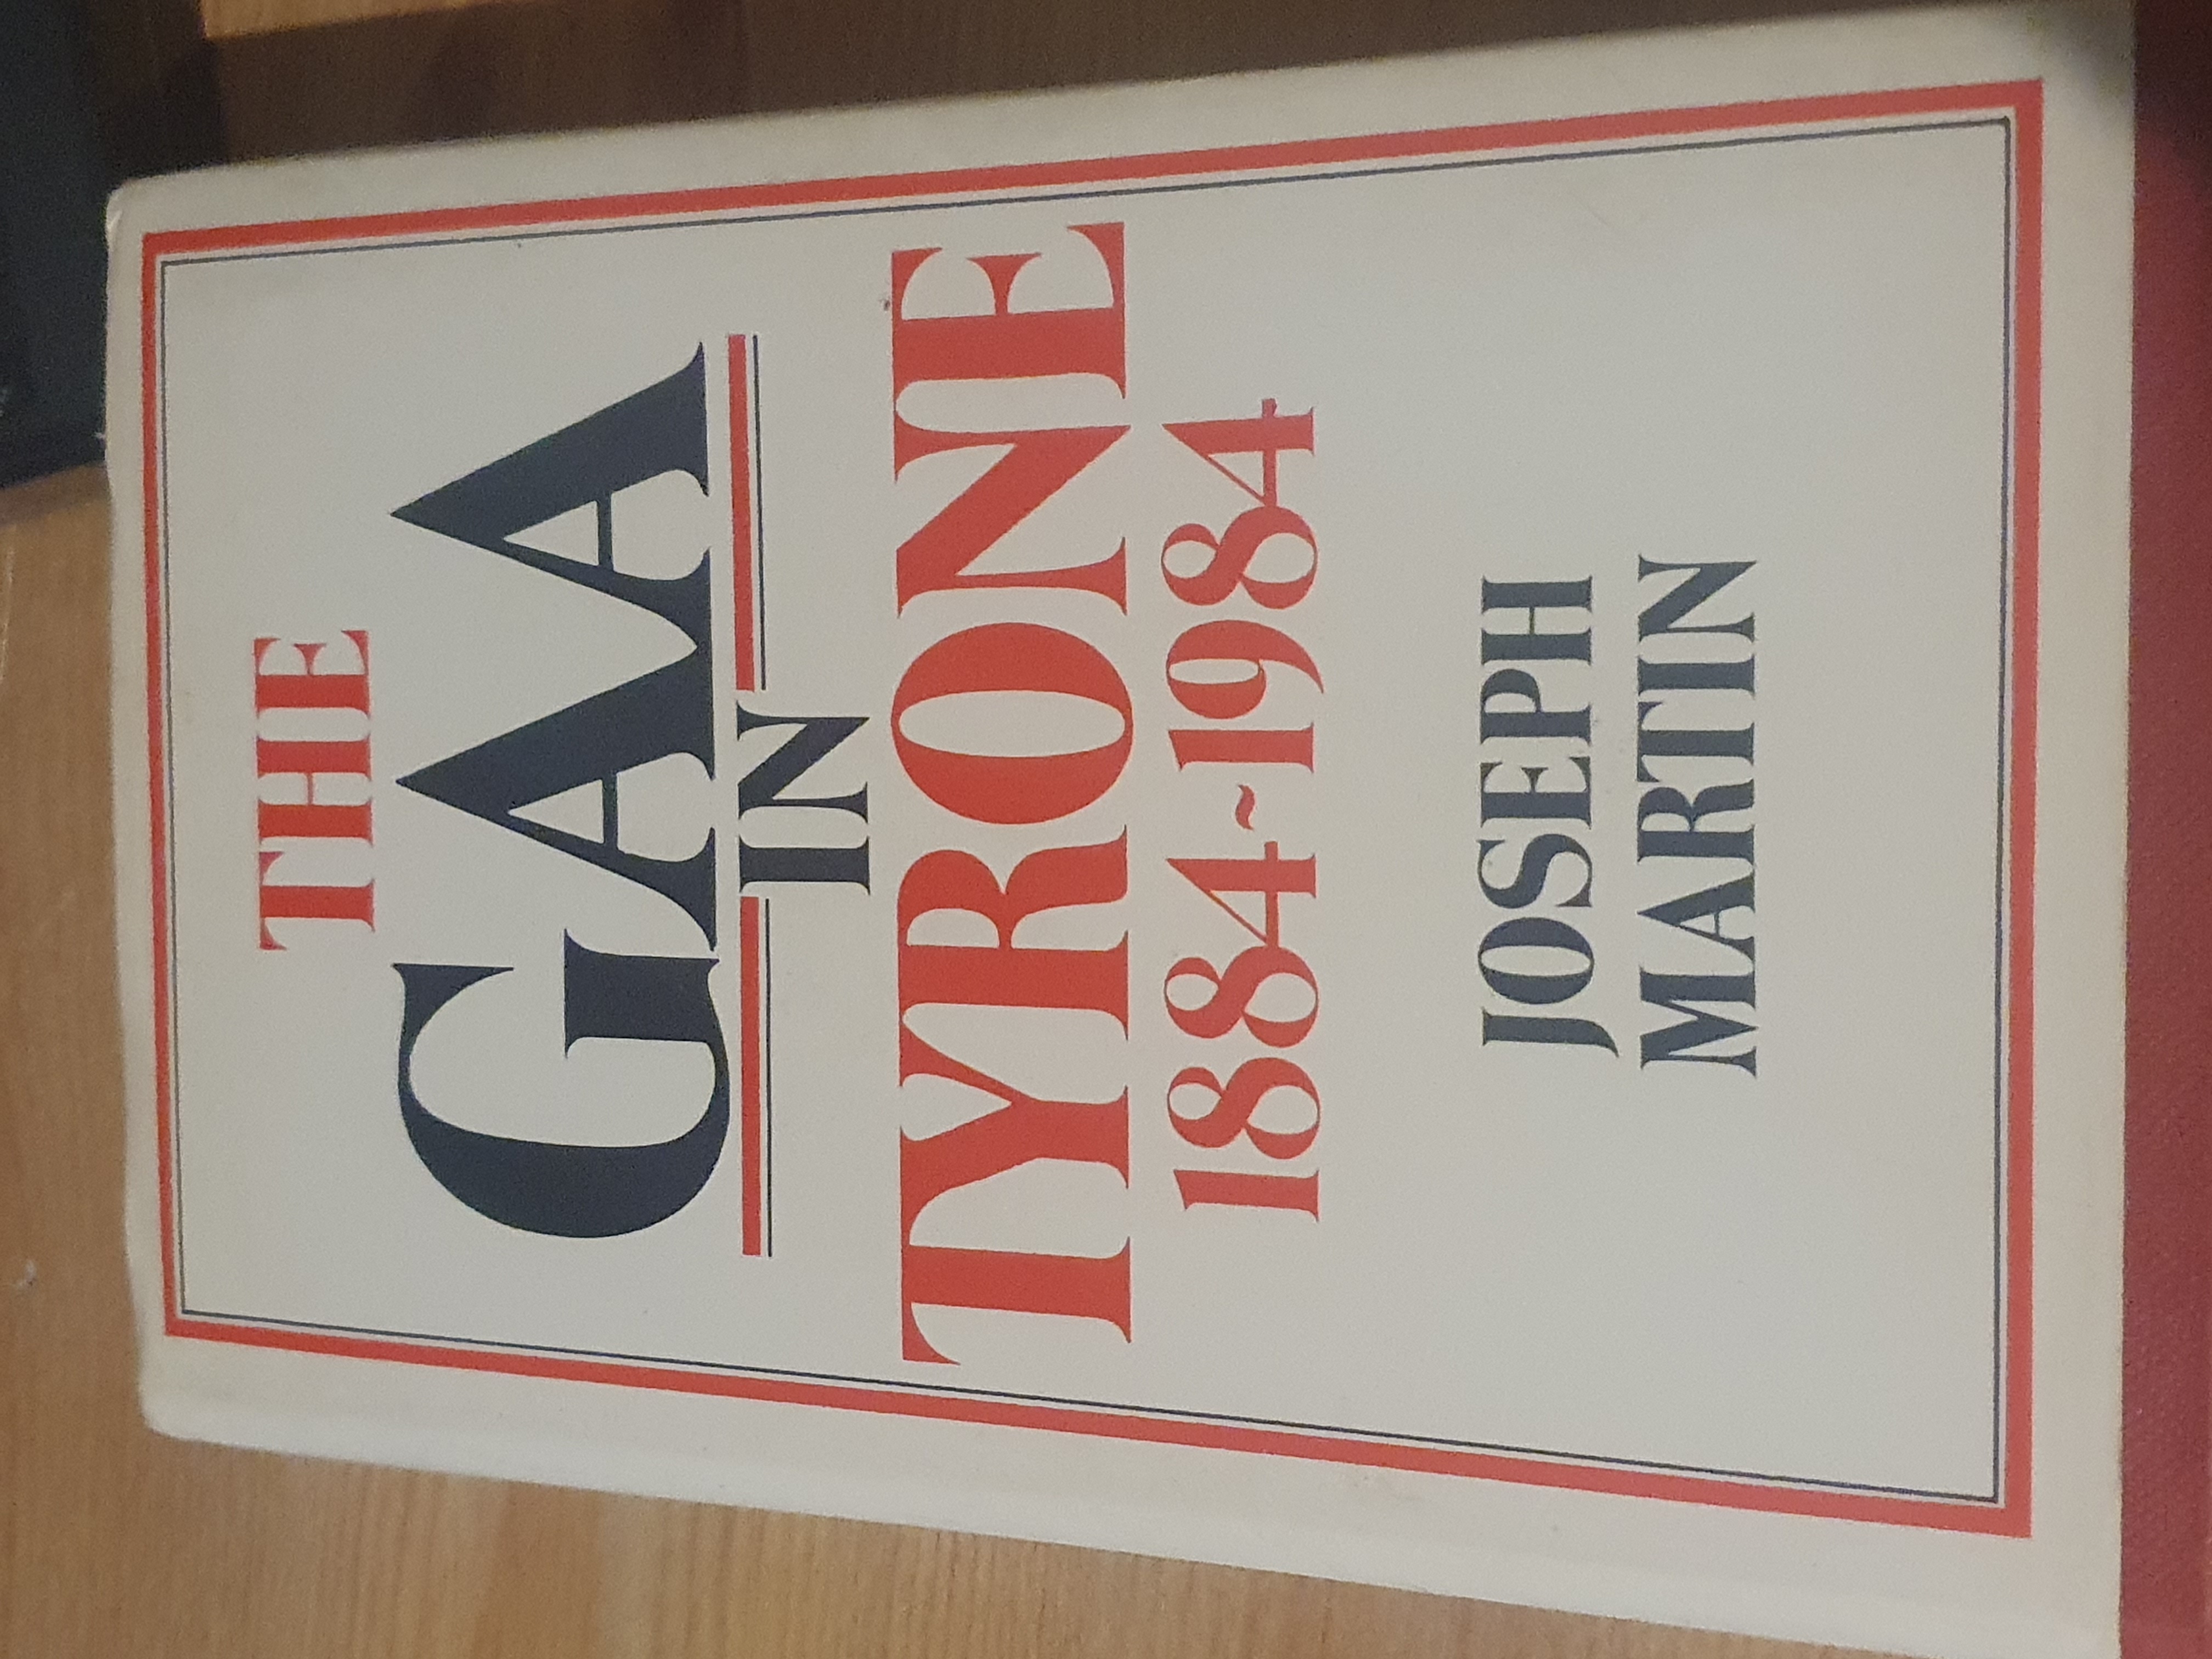 THE
GAA
IN
TYRONE
1884~1984
JOSEPH
MARTIN